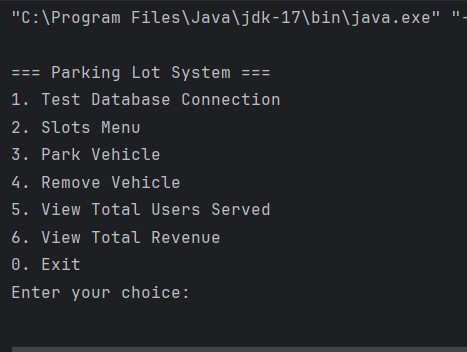 "C:\Program Files\Java\jdk-17\bin\java.exe" "-
=== Parking Lot System ===
1. Test Database Connection
2. Slots Menu
3. Park Vehicle
4. Remove Vehicle
5. View Total Users Served
6. View Total Revenue
0. Exit
Enter your choice: